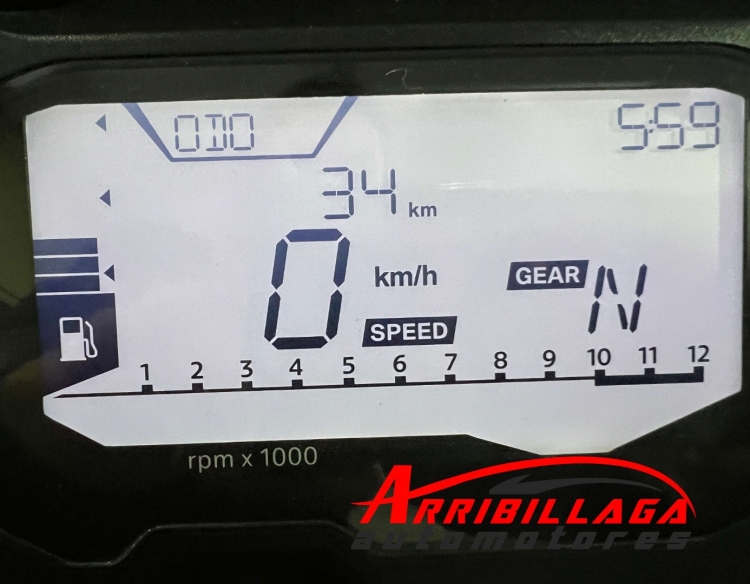 ODO 5:59
34 km
0 km/h GEAR N
SPEED
1 2 3 4 5 6 7 8 9 10 11 12
rpm x 1000
ARRIBILLAGA
automotores